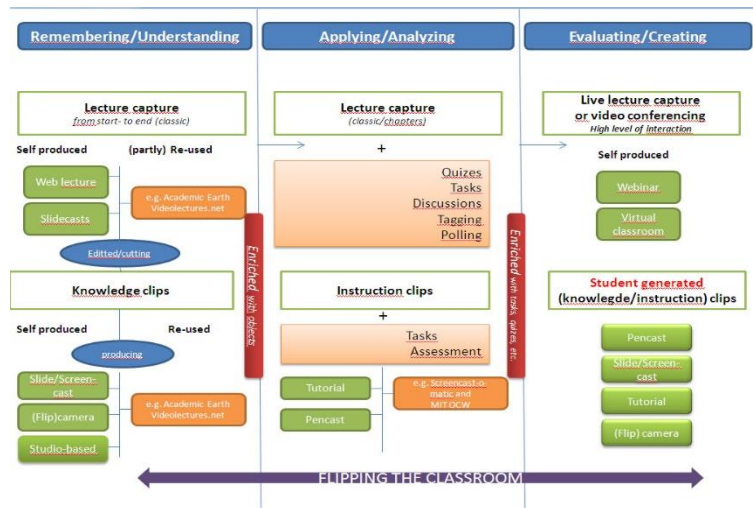 Remembering/Understanding
Applying/Analyzing
Evaluating/Creating
Lecture capture
from start- to end (classic)
Self produced
(partly) Re-used
Web lecture
Slidecasts
e.g. Academic Earth
Videolectures.net
Editted/cutting
Knowledge clips
Self produced
Re-used
producing
Slide/Screen-
cast
(Flip)camera
Studio-based
e.g. Academic Earth
Videolectures.net
Enriched with objects
Lecture capture
(classic/chapters)
+
Quizes
Tasks
Discussions
Tagging
Polling
Instruction clips
+
Tasks
Assessment
Tutorial
Pencast
e.g. Screencast-o-
matic and
MIT OCW
Enriched with tasks, quizes, etc.
Live lecture capture
or video conferencing
High level of interaction
Self produced
Webinar
Virtual
classroom
Student generated
(knowlegde/instruction) clips
Pencast
Slide/Screen-
cast
Tutorial
(Flip) camera
FLIPPING THE CLASSROOM